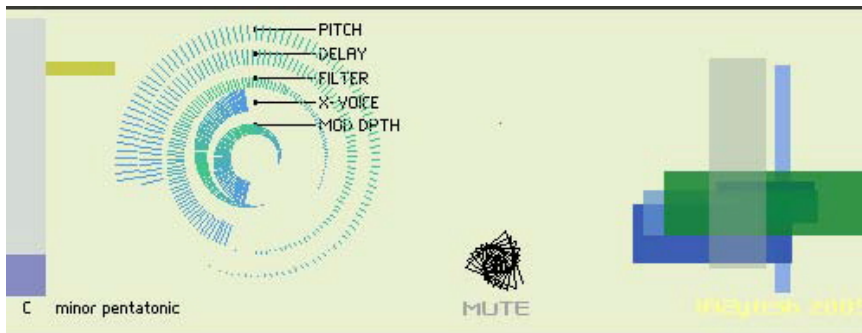 PITCH
DELAY
FILTER
X-VOICE
MOD DPTH
C minor pentatonic
MUTE